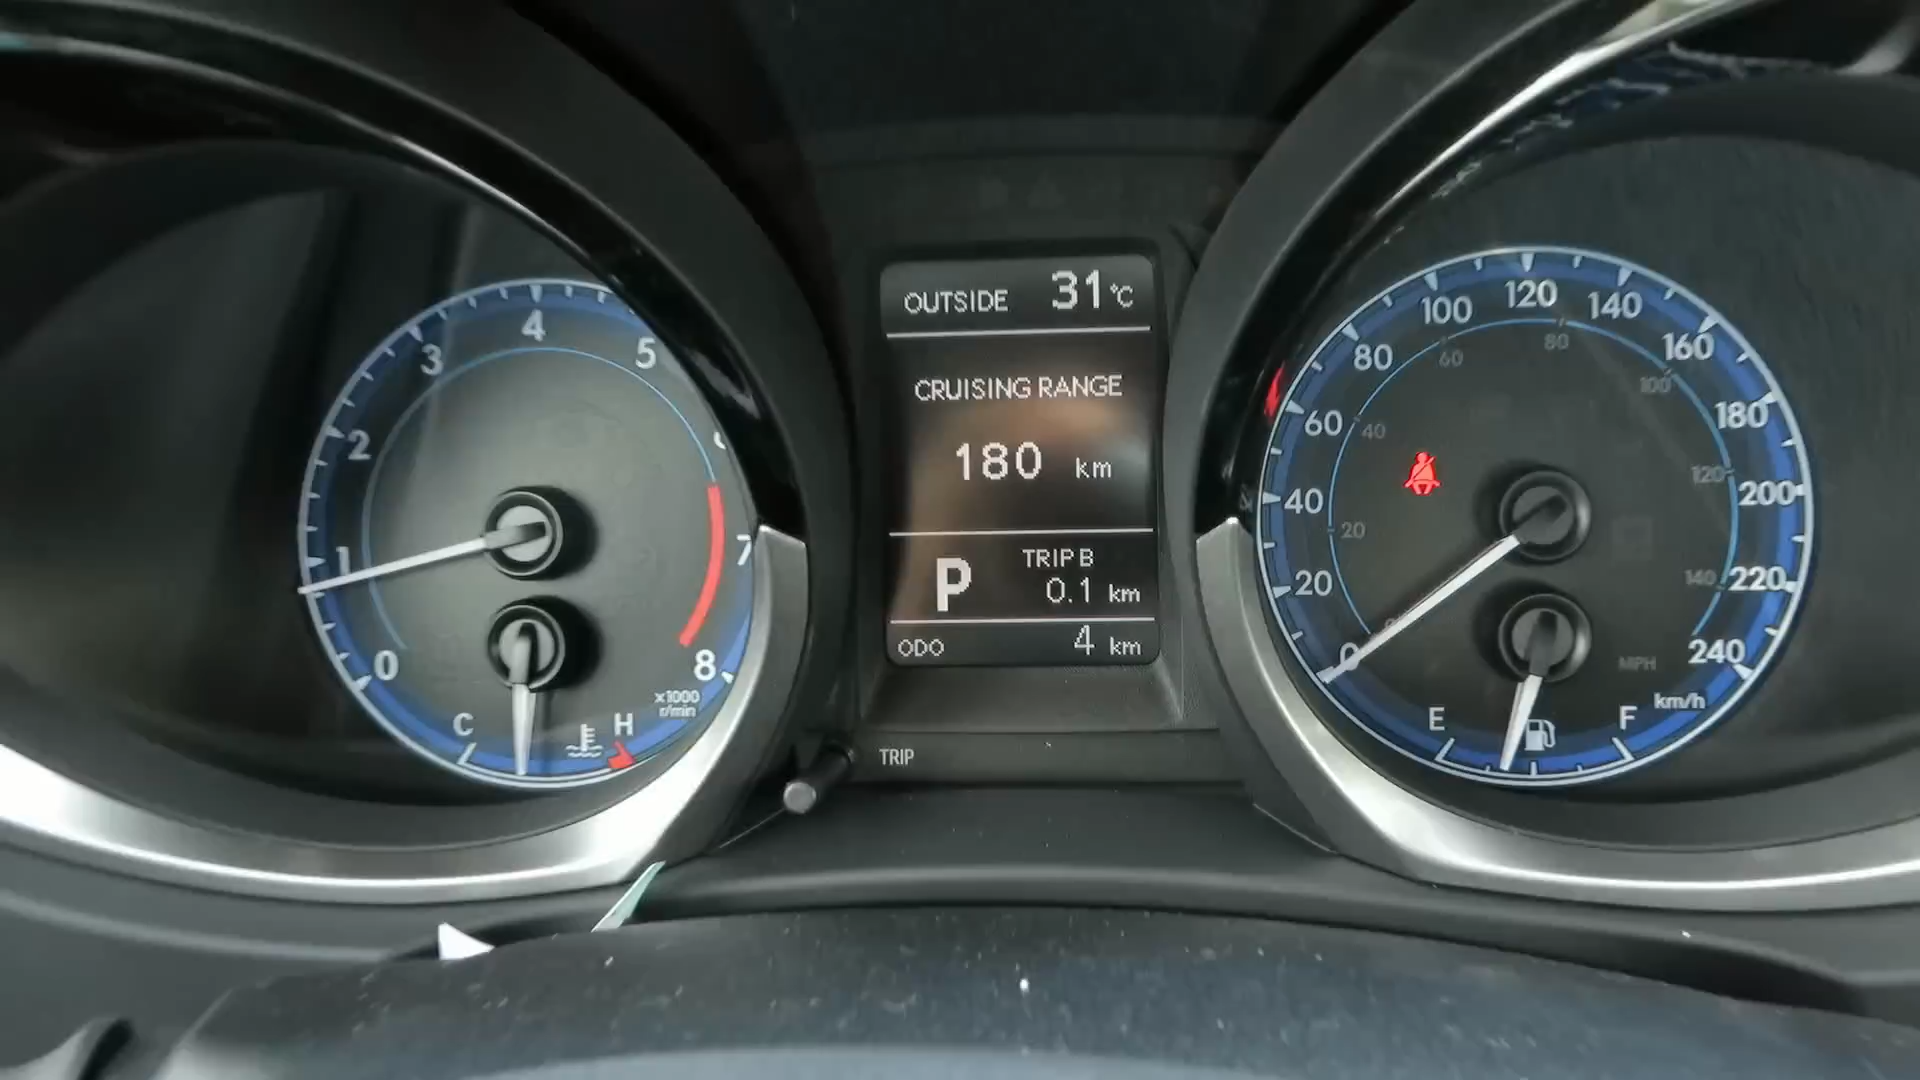 0
1
2
3
4
5
7
8
x1000
r/min
C
H
OUTSIDE 31°C
CRUISING RANGE
180 km
P
TRIP B
0.1 km
ODO 4 km
TRIP
0
20
40
60
80
100
120
140
160
180
200
220
240
km/h
20
40
60
80
100
120
140
MPH
E
F